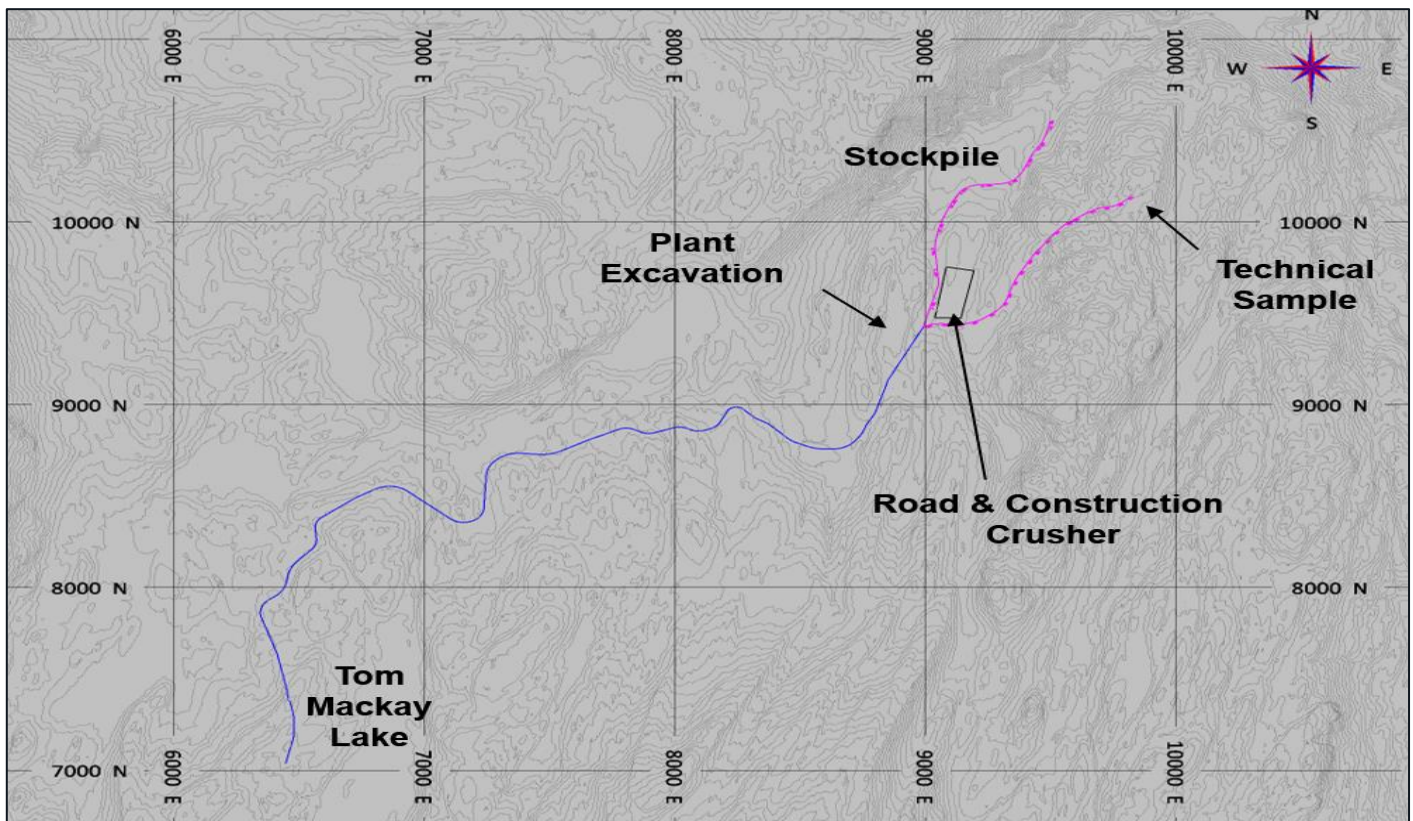 N
W
E
S
6000 E
7000 E
8000 E
9000 E
10000 E
Stockpile
10000 N
10000 N
Plant
Excavation
Technical
Sample
9000 N
9000 N
Road & Construction
Crusher
8000 N
8000 N
Tom
Mackay
Lake
7000 N
7000 N
6000 E
7000 E
8000 E
9000 E
10000 E